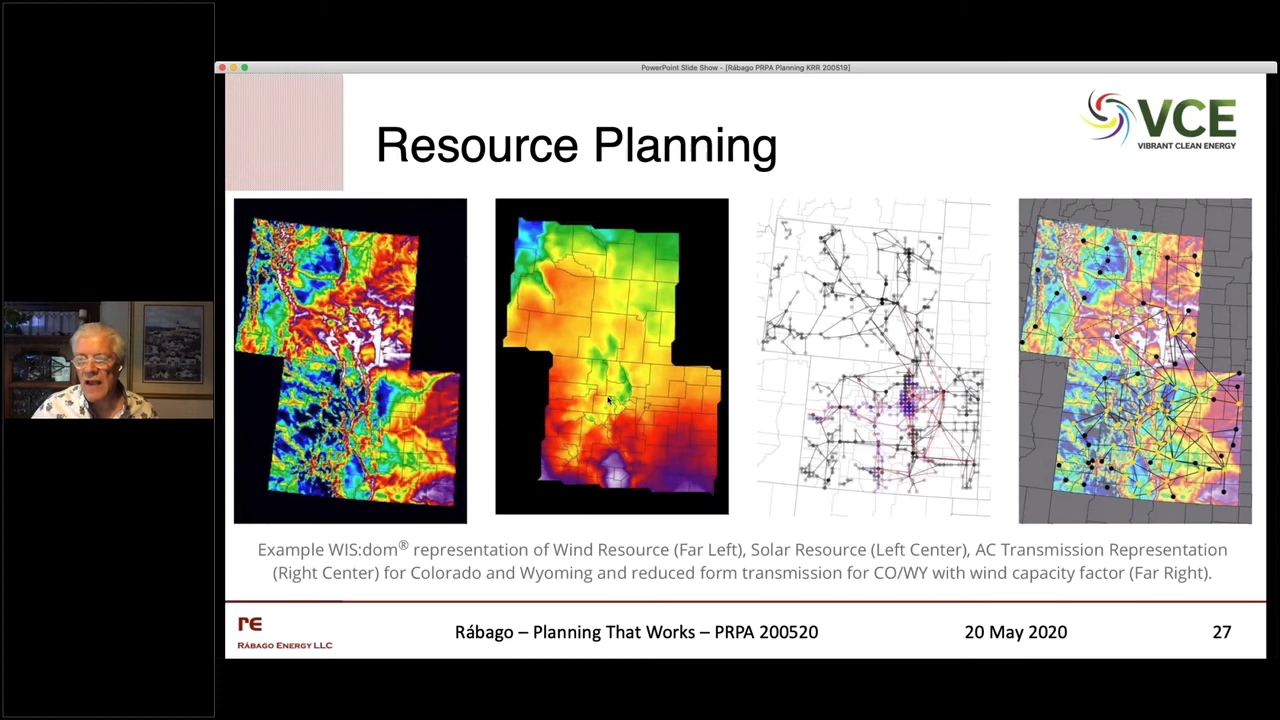 PowerPoint Slide Show - [Rábago PRPA Planning KRR 200519]
Resource Planning
VCE
VIBRANT CLEAN ENERGY
Example WIS:dom® representation of Wind Resource (Far Left), Solar Resource (Left Center), AC Transmission Representation
(Right Center) for Colorado and Wyoming and reduced form transmission for CO/WY with wind capacity factor (Far Right).
re
RÁBAGO ENERGY LLC
Rábago – Planning That Works – PRPA 200520
20 May 2020
27